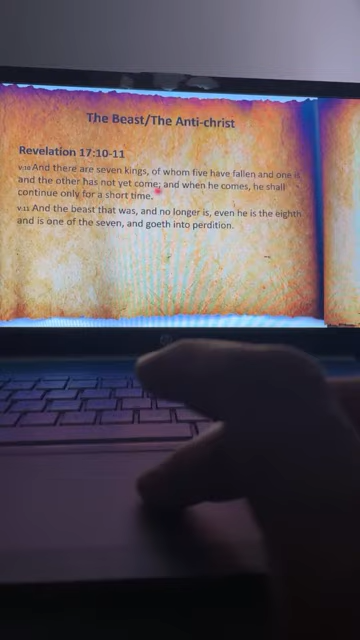 The Beast/The Anti-christ
Revelation 17:10-11
v.10 And there are seven kings, of whom five have fallen and one is
and the other has not yet come; and when he comes, he shall
continue only for a short time.
v.11 And the beast that was, and no longer is, even he is the eighth
and is one of the seven, and goeth into perdition.